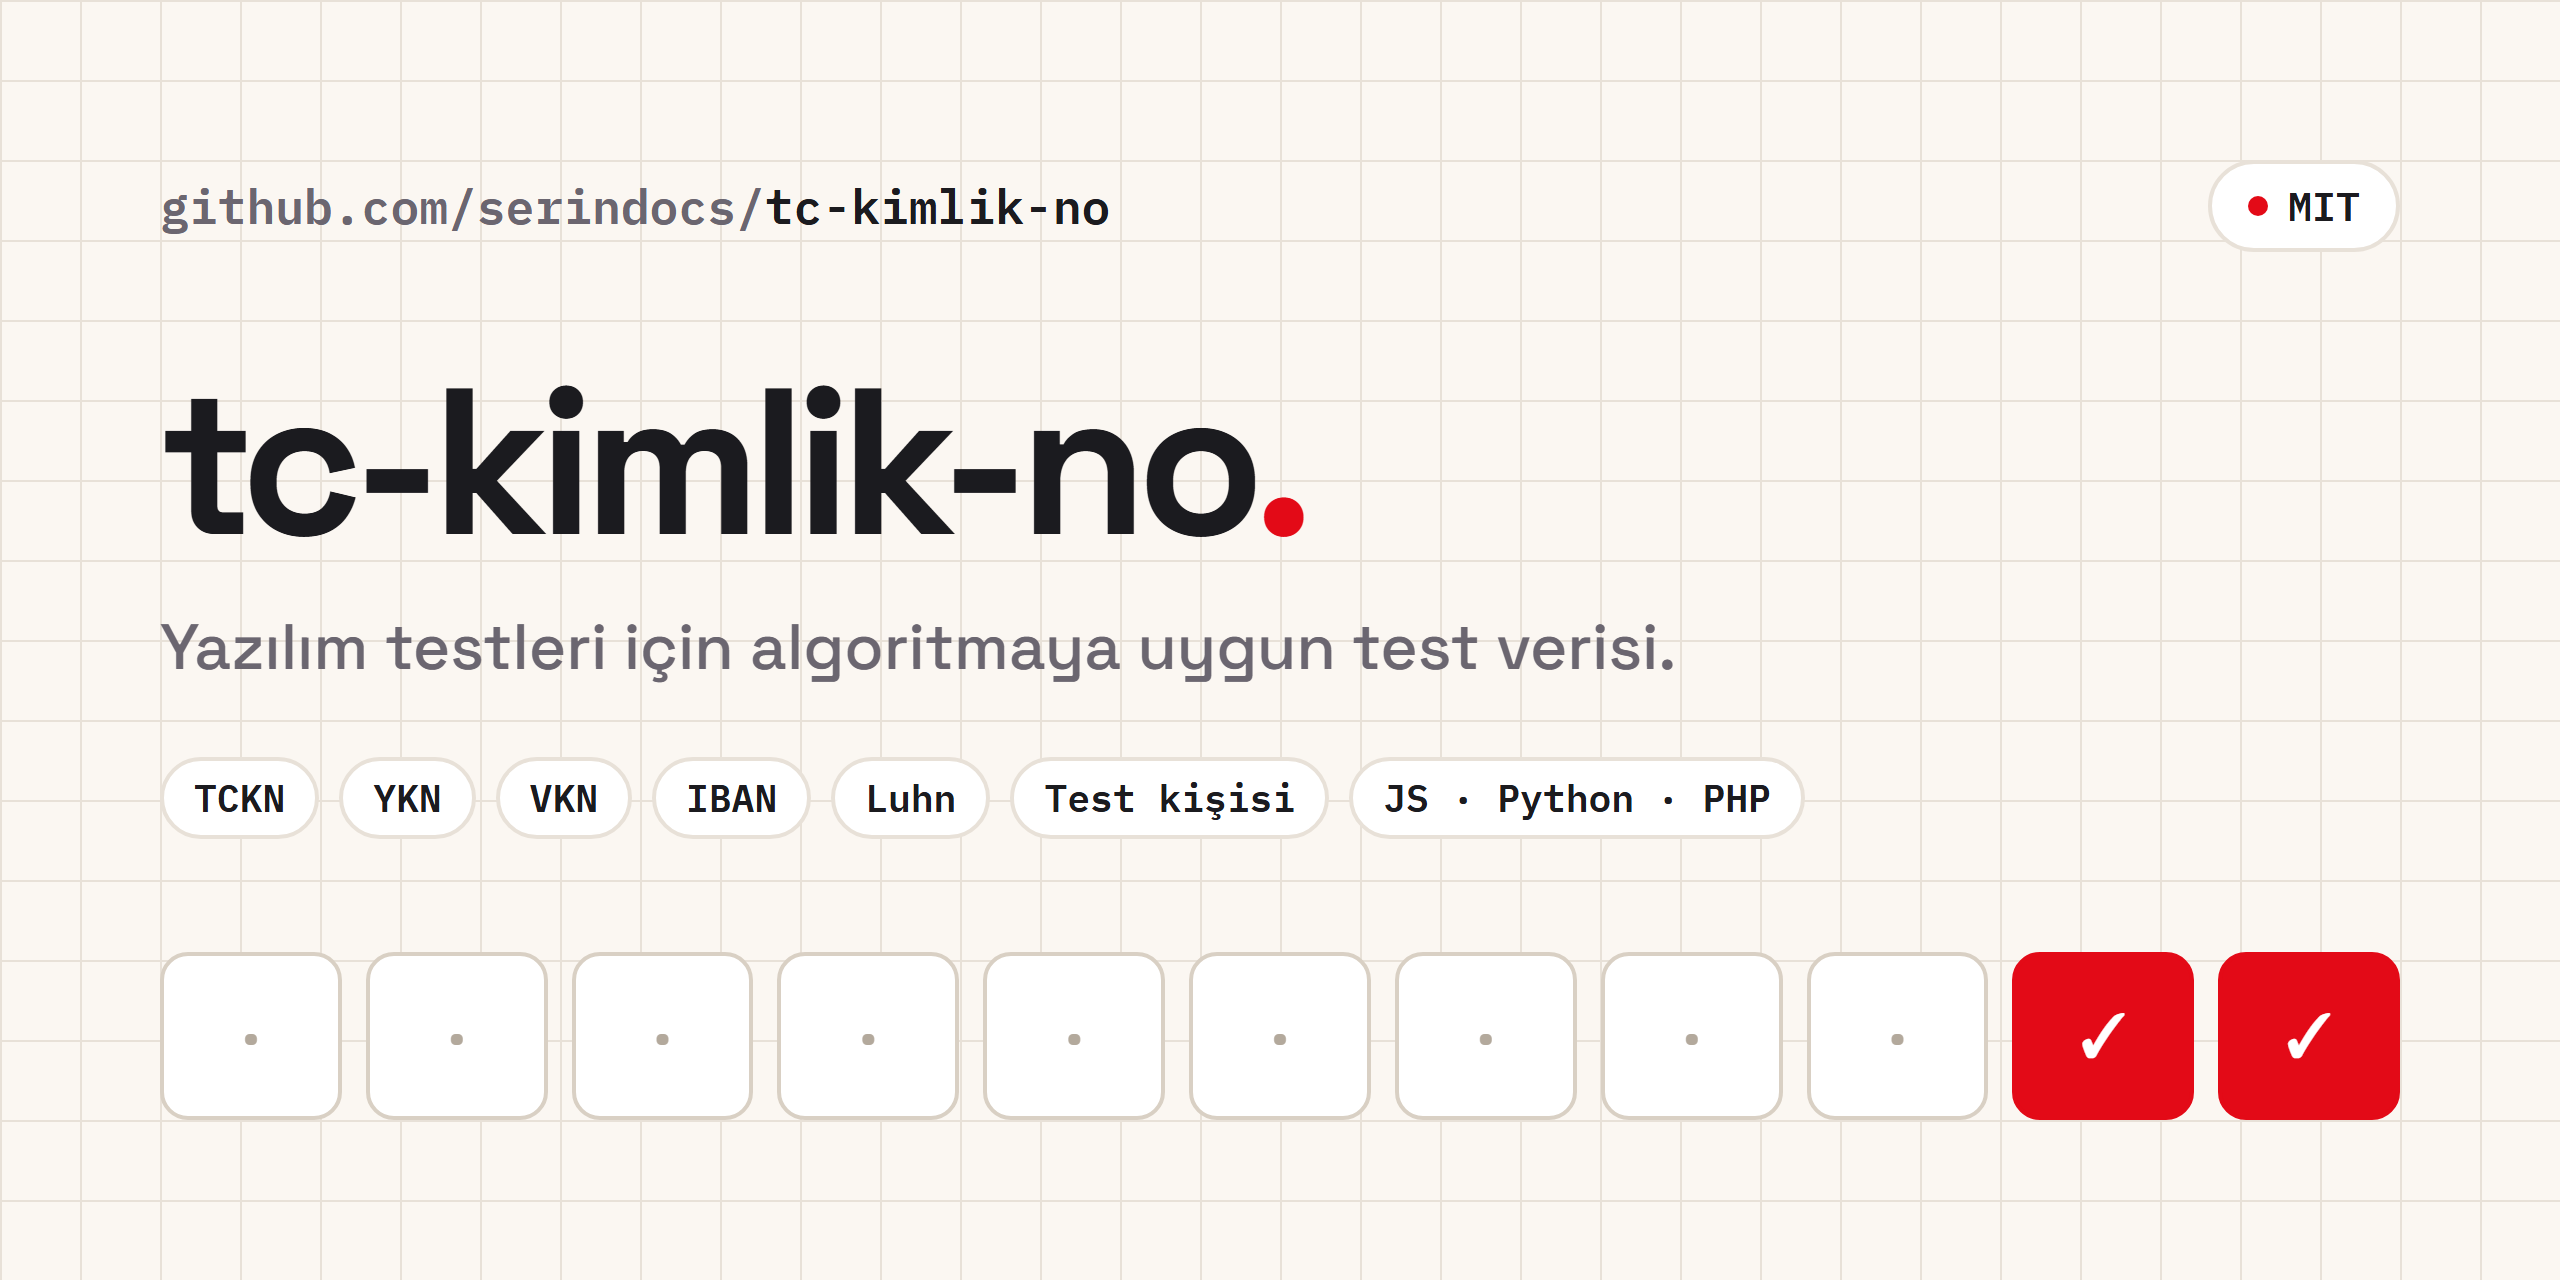 github.com/serindocs/tc-kimlik-no
MIT
tc-kimlik-no.
Yazılım testleri için algoritmaya uygun test verisi.
TCKN YKN VKN IBAN Luhn Test kişisi JS · Python · PHP
· · · · · · · · · ✓ ✓